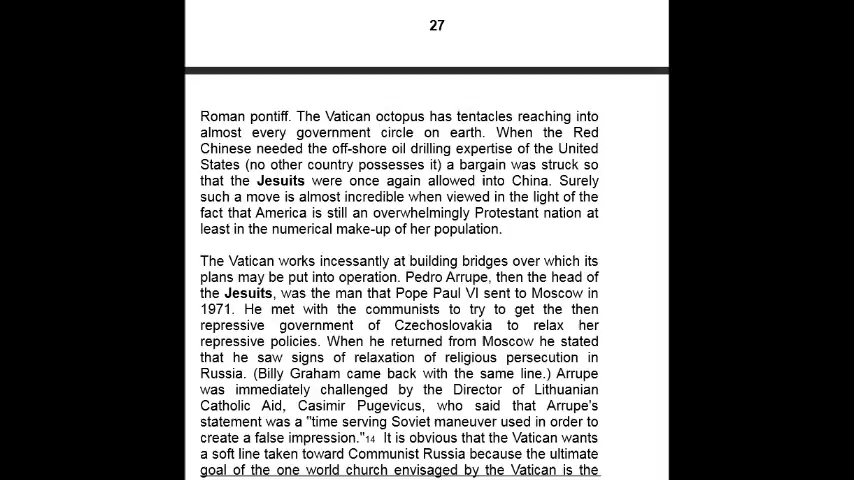 27
Roman pontiff. The Vatican octopus has tentacles reaching into
almost every government circle on earth. When the Red
Chinese needed the off-shore oil drilling expertise of the United
States (no other country possesses it) a bargain was struck so
that the Jesuits were once again allowed into China. Surely
such a move is almost incredible when viewed in the light of the
fact that America is still an overwhelmingly Protestant nation at
least in the numerical make-up of her population.
The Vatican works incessantly at building bridges over which its
plans may be put into operation. Pedro Arrupe, then the head of
the Jesuits, was the man that Pope Paul VI sent to Moscow in
1971. He met with the communists to try to get the then
repressive government of Czechoslovakia to relax her
repressive policies. When he returned from Moscow he stated
that he saw signs of relaxation of religious persecution in
Russia. (Billy Graham came back with the same line.) Arrupe
was immediately challenged by the Director of Lithuanian
Catholic Aid, Casimir Pugevicus, who said that Arrupe's
statement was a "time serving Soviet maneuver used in order to
create a false impression."14 It is obvious that the Vatican wants
a soft line taken toward Communist Russia because the ultimate
goal of the one world church envisaged by the Vatican is the